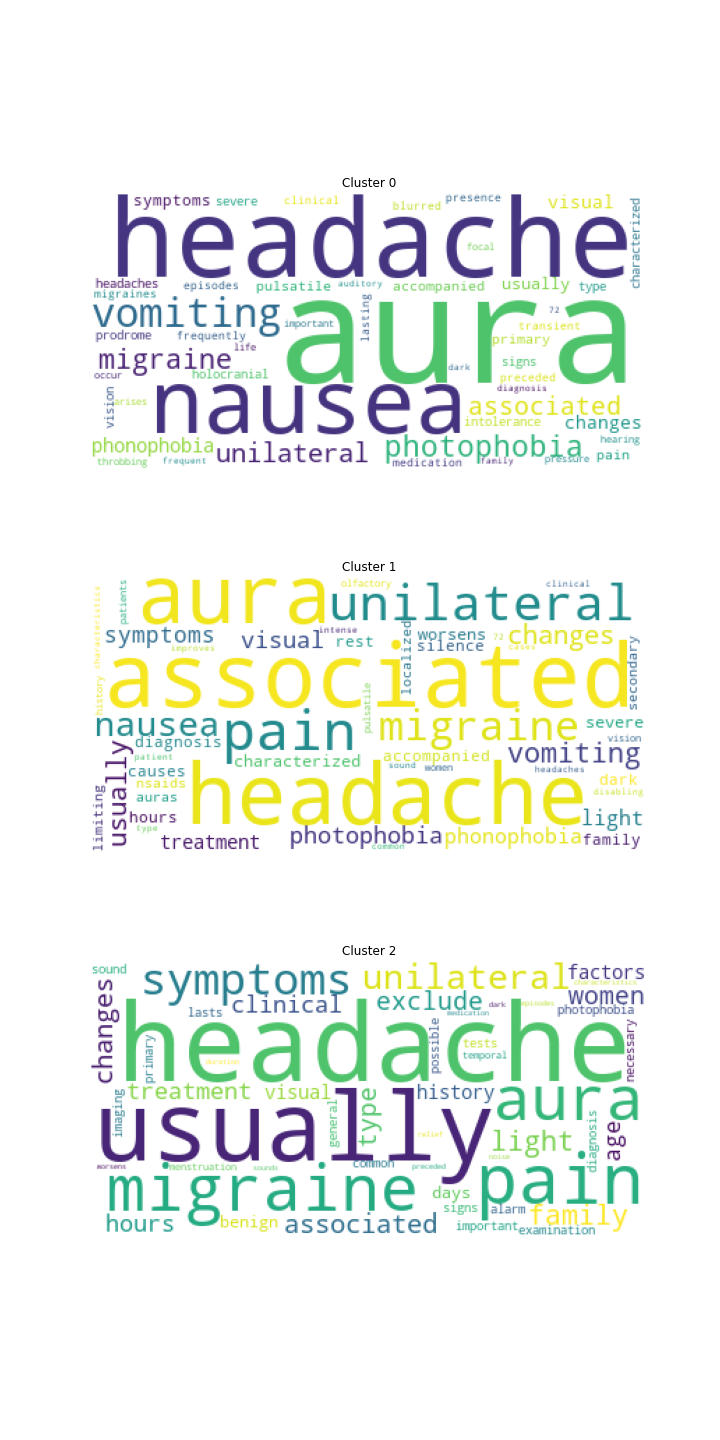 Cluster 0
symptoms severe clinical blurred presence visual
headache
characterized
focal
headaches episodes pulsatile auditory accompanied usually type
migraines
vomiting important lasting aura 72
transient
prodrome frequently primary
migraine life signs
occur holocranial dark preceded
diagnosis
vision arises nausea associated
intolerance changes
phonophobia unilateral photophobia hearing
throbbing frequent medication family pressure pain
Cluster 1
olfactory clinical
characteristics patients aura unilateral
symptoms visual intense rest localized worsens 72 changes
improves silence cases secondary
history associated
nausea pain pulsatile migraine severe
diagnosis accompanied vomiting vision
patient characterized sound women headaches
causes usually headache dark
nsaids disabling
auras
limiting hours light
type treatment photophobia phonophobia family
common
Cluster 2
sound symptoms unilateral factors
characteristics
changes lasts clinical exclude dark episodes women
medication photophobia
headache
primary duration possible tests necessary
temporal
treatment visual type history aura
imaging usually general relief light diagnosis age
noise
worsens menstruation sounds common preceded pain
migraine days
signs alarm family
hours benign associated important examination